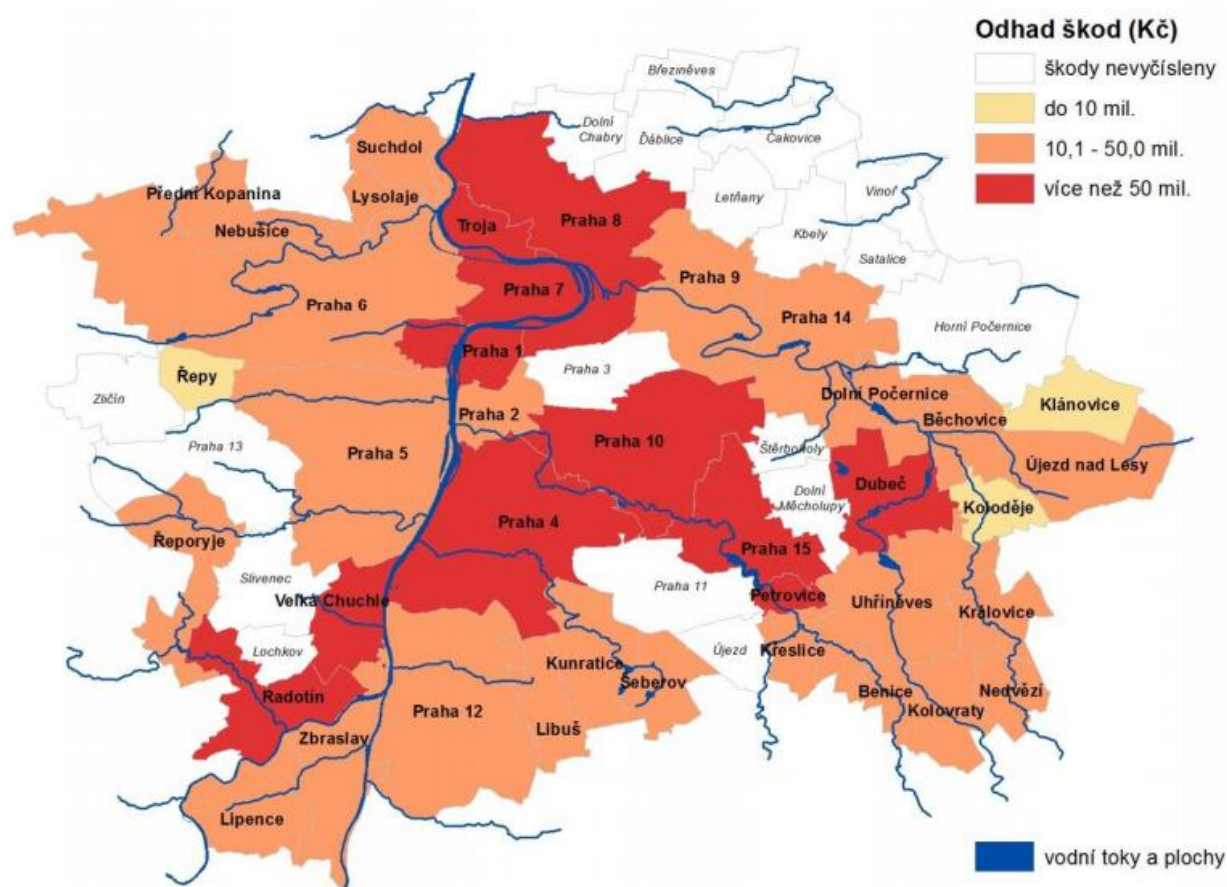 Odhad škod (Kč)
škody nevyčísleny
do 10 mil.
10,1 - 50,0 mil.
více než 50 mil.
Březiněves
Dolní
Chabry
Ďáblice
Čakovice
Suchdol
Přední Kopanina
Lysolaje
Letňany
Vinoř
Nebušice
Troja
Praha 8
Kbely
Satalice
Praha 9
Praha 7
Praha 6
Praha 14
Horní Počernice
Praha 1
Praha 3
Řepy
Zličín
Dolní Počernice
Klánovice
Praha 2
Běchovice
Praha 10
Praha 13
Praha 5
Štěrboholy
Újezd nad Lesy
Dubeč
Dolní
Měcholupy
Koloděje
Praha 4
Řeporyje
Praha 15
Slivenec
Praha 11
Petrovice
Velká Chuchle
Uhříněves
Královice
Lochkov
Újezd
Křeslice
Kunratice
Šeberov
Radotín
Benice
Nedvězí
Praha 12
Kolovraty
Libuš
Zbraslav
Lipence
vodní toky a plochy